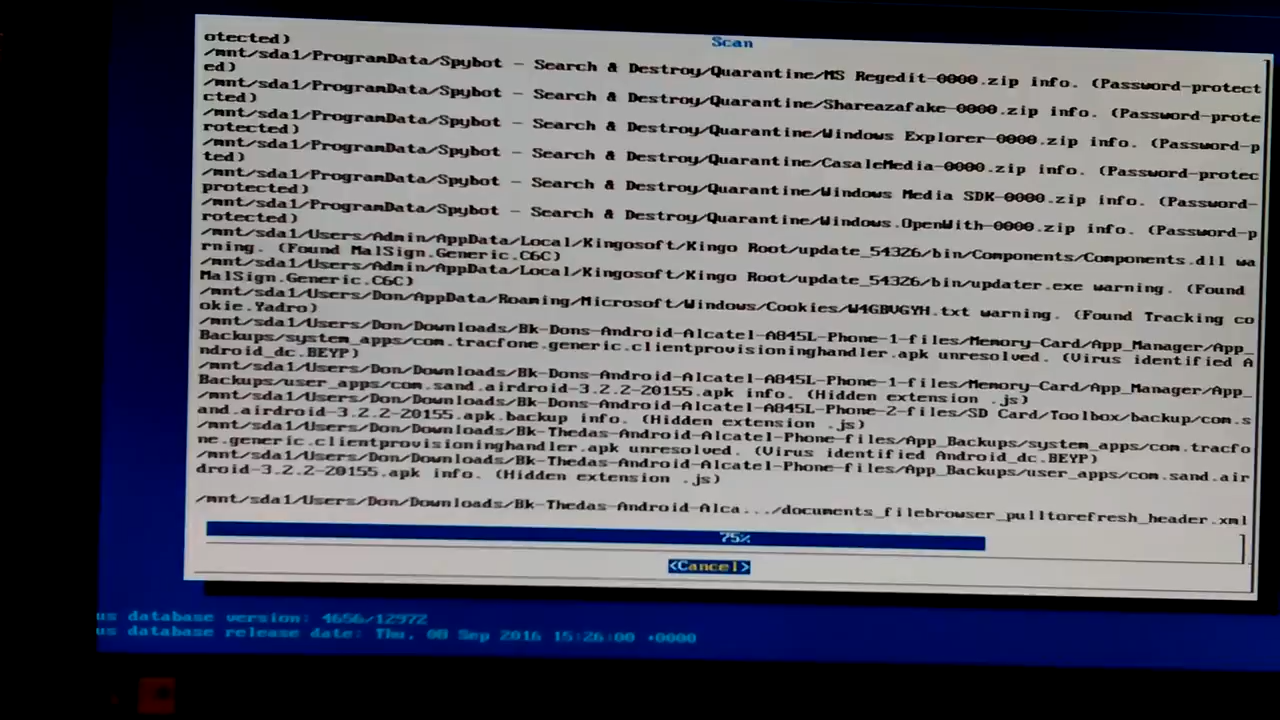 Scan
otected)
/mnt/sda1/ProgramData/Spybot - Search & Destroy/Quarantine/MS Regedit-0000.zip info. (Password-protect
ed)
/mnt/sda1/ProgramData/Spybot - Search & Destroy/Quarantine/Shareazafake-0000.zip info. (Password-prote
cted)
/mnt/sda1/ProgramData/Spybot - Search & Destroy/Quarantine/Windows Explorer-0000.zip info. (Password-p
rotected)
/mnt/sda1/ProgramData/Spybot - Search & Destroy/Quarantine/CasaleMedia-0000.zip info. (Password-protec
ted)
/mnt/sda1/ProgramData/Spybot - Search & Destroy/Quarantine/Windows Media SDK-0000.zip info. (Password-
protected)
/mnt/sda1/ProgramData/Spybot - Search & Destroy/Quarantine/Windows.OpenWith-0000.zip info. (Password-p
rotected)
/mnt/sda1/Users/Admin/AppData/Local/Kingosoft/Kingo Root/update_54326/bin/Components/Components.dll wa
rning. (Found MalSign.Generic.C6C)
/mnt/sda1/Users/Admin/AppData/Local/Kingosoft/Kingo Root/update_54326/bin/updater.exe warning. (Found
MalSign.Generic.C6C)
/mnt/sda1/Users/Don/AppData/Roaming/Microsoft/Windows/Cookies/W4GBVGYH.txt warning. (Found Tracking co
okie.Yadro)
/mnt/sda1/Users/Don/Downloads/Bk-Dons-Android-Alcatel-A845L-Phone-1-files/Memory-Card/App_Manager/App_
Backups/system_apps/com.tracfone.generic.clientprovisioninghandler.apk unresolved. (Virus identified A
ndroid_dc.BEYP)
/mnt/sda1/Users/Don/Downloads/Bk-Dons-Android-Alcatel-A845L-Phone-1-files/Memory-Card/App_Manager/App_
Backups/user_apps/com.sand.airdroid-3.2.2-20155.apk info. (Hidden extension .js)
/mnt/sda1/Users/Don/Downloads/Bk-Dons-Android-Alcatel-A845L-Phone-2-files/SD Card/Toolbox/backup/com.s
and.airdroid-3.2.2-20155.apk.backup info. (Hidden extension .js)
/mnt/sda1/Users/Don/Downloads/Bk-Thedas-Android-Alcatel-Phone-files/App_Backups/system_apps/com.tracfo
ne.generic.clientprovisioninghandler.apk unresolved. (Virus identified Android_dc.BEYP)
/mnt/sda1/Users/Don/Downloads/Bk-Thedas-Android-Alcatel-Phone-files/App_Backups/user_apps/com.sand.air
droid-3.2.2-20155.apk info. (Hidden extension .js)
/mnt/sda1/Users/Don/Downloads/Bk-Thedas-Android-Alca.../documents_filebrowser_pulltorefresh_header.xml
75%
<Cancel>
us database version: 4656/12972
us database release date: Thu, 08 Sep 2016 15:26:00 +0000